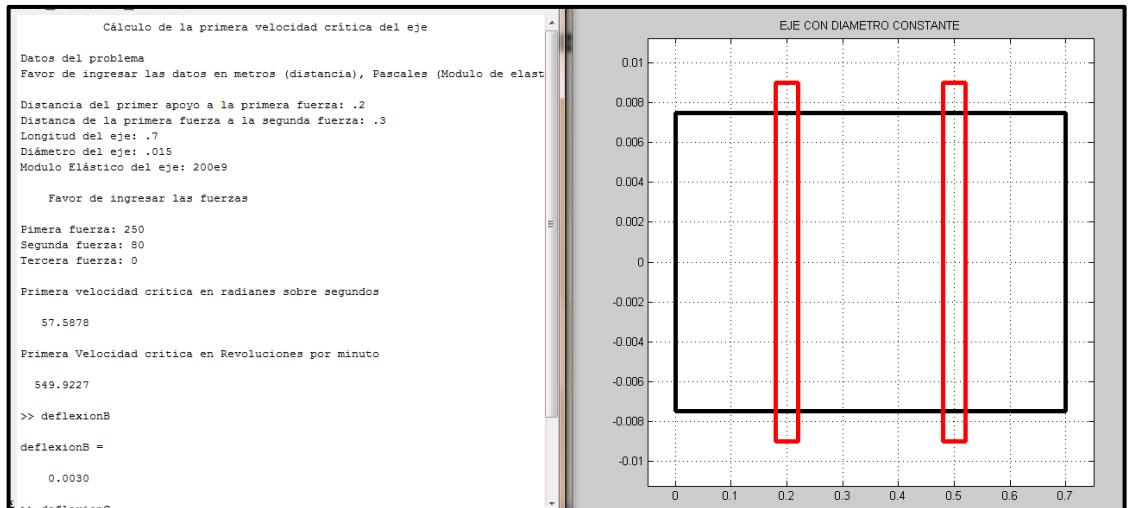 Cálculo de la primera velocidad crítica del eje
Datos del problema
Favor de ingresar las datos en metros (distancia), Pascales (Modulo de elast
Distancia del primer apoyo a la primera fuerza: .2
Distanca de la primera fuerza a la segunda fuerza: .3
Longitud del eje: .7
Diámetro del eje: .015
Modulo Elástico del eje: 200e9
Favor de ingresar las fuerzas
Pimera fuerza: 250
Segunda fuerza: 80
Tercera fuerza: 0
Primera velocidad critica en radianes sobre segundos
57.5878
Primera Velocidad critica en Revoluciones por minuto
549.9227
>> deflexionB
deflexionB =
0.0030
EJE CON DIAMETRO CONSTANTE
0.01
0.008
0.006
0.004
0.002
0
-0.002
-0.004
-0.006
-0.008
-0.01
0 0.1 0.2 0.3 0.4 0.5 0.6 0.7